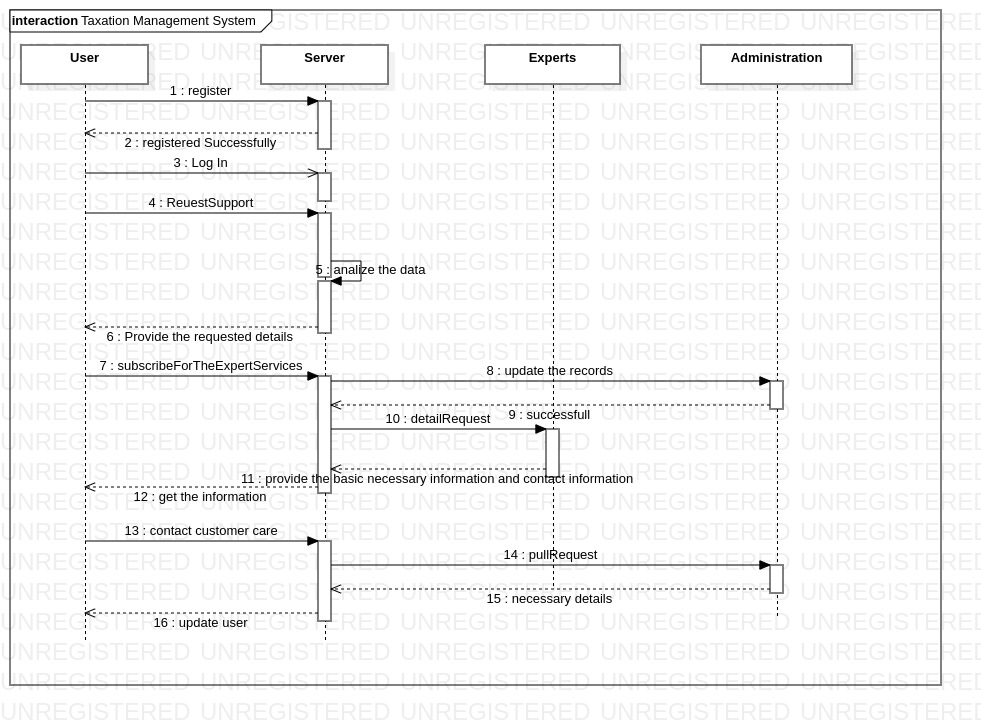 interaction Taxation Management System
User
Server
Experts
Administration
1 : register
2 : registered Successfully
3 : Log In
4 : ReuestSupport
5 : analize the data
6 : Provide the requested details
7 : subscribeForTheExpertServices
8 : update the records
9 : successfull
10 : detailRequest
11 : provide the basic necessary information and contact information
12 : get the information
13 : contact customer care
14 : pullRequest
15 : necessary details
16 : update user
UNREGISTERED UNREGISTERED UNREGISTERED UNREGISTERED UNREGISTERED